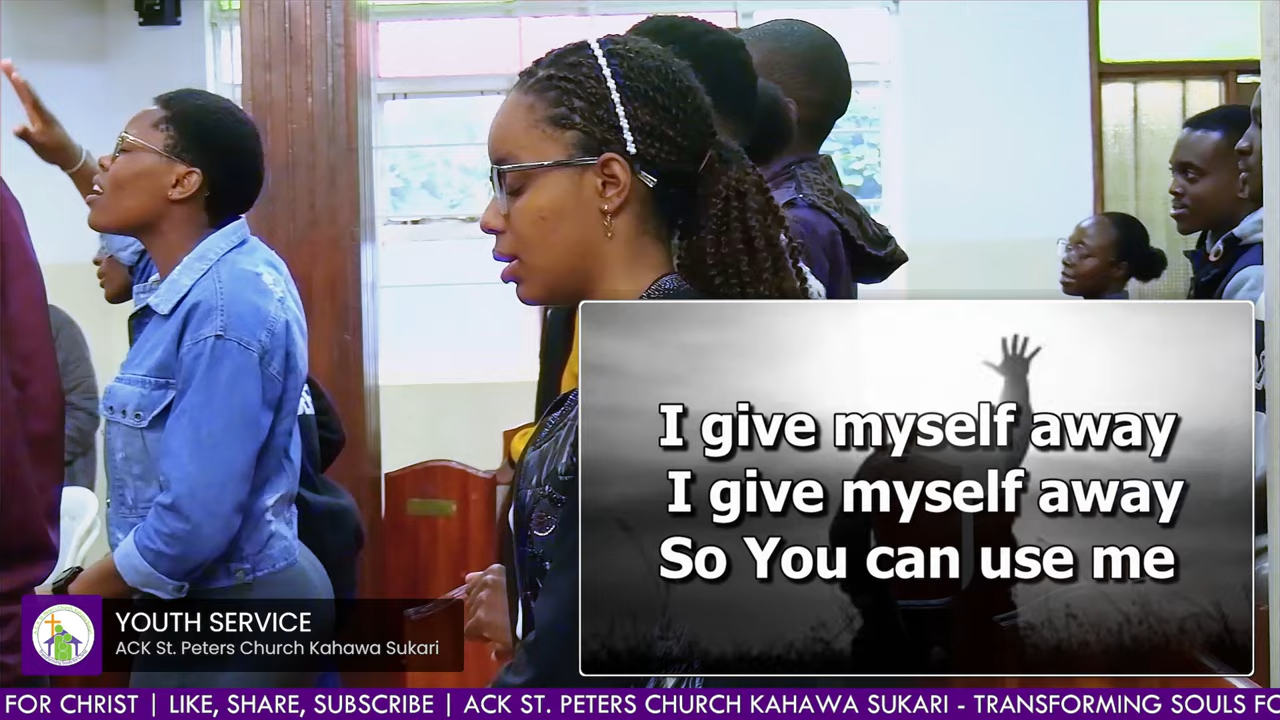 I give myself away
I give myself away
So You can use me
YOUTH SERVICE
ACK St. Peters Church Kahawa Sukari
FOR CHRIST | LIKE, SHARE, SUBSCRIBE | ACK ST. PETERS CHURCH KAHAWA SUKARI - TRANSFORMING SOULS FO